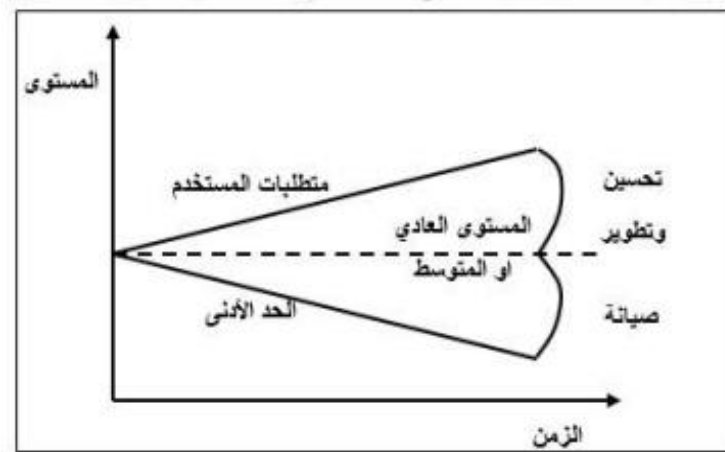 المستوى
متطلبات المستخدم
تحسين
وتطوير
المستوى العادي
او المتوسط
الحد الأدنى
صيانة
الزمن